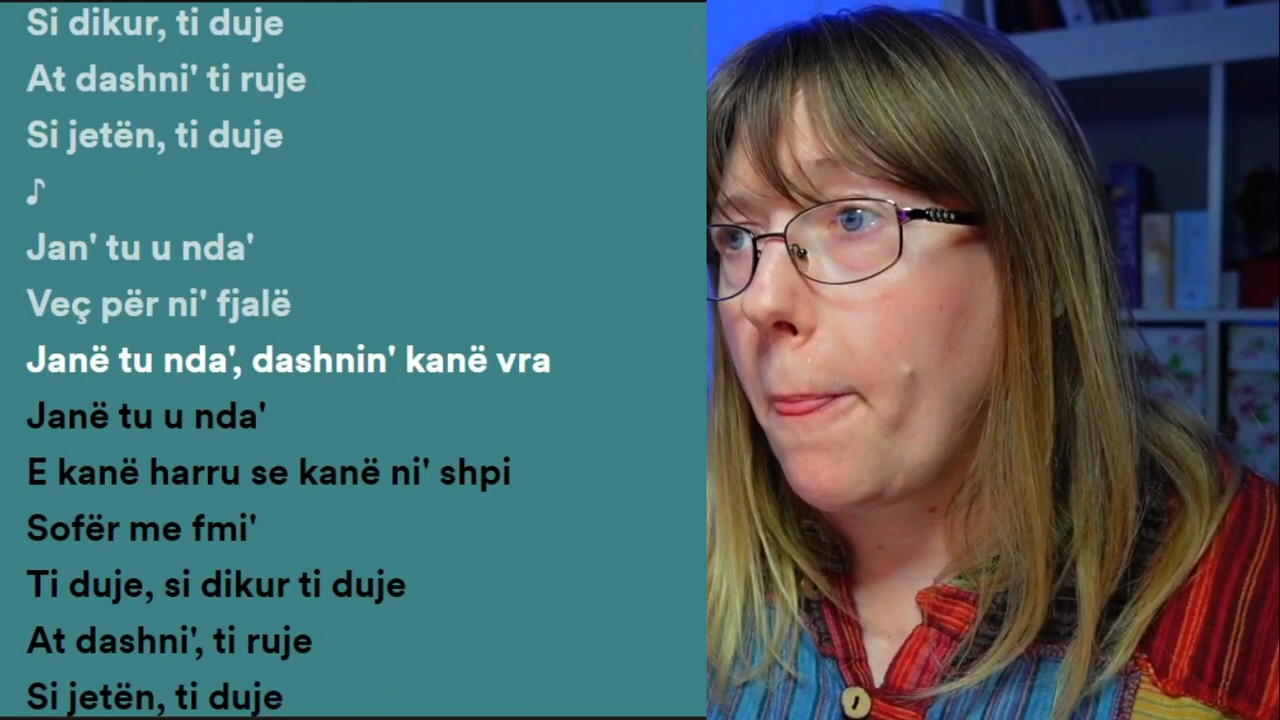 Si dikur, ti duje
At dashni' ti ruje
Si jetën, ti duje
♪
Jan' tu u nda'
Veç për ni' fjalë
Janë tu nda', dashnin' kanë vra
Janë tu u nda'
E kanë harru se kanë ni' shpi
Sofër me fmi'
Ti duje, si dikur ti duje
At dashni', ti ruje
Si jetën, ti duje